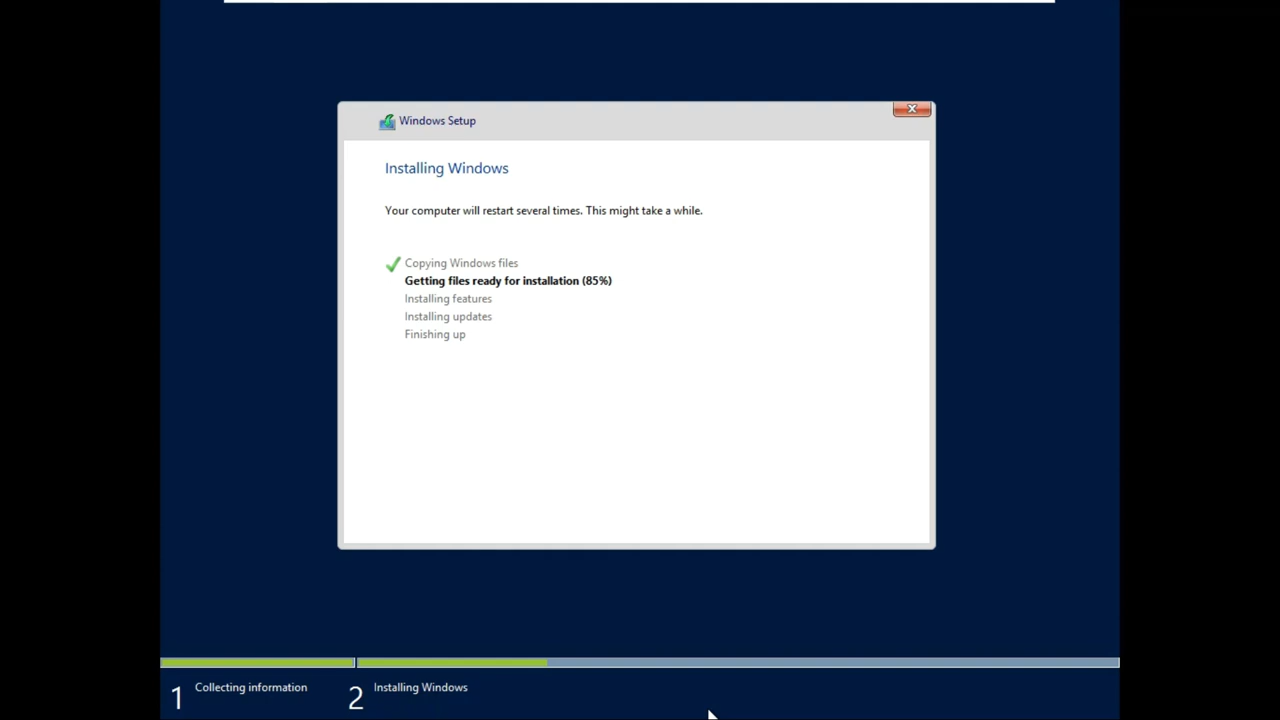 Windows Setup
Installing Windows
Your computer will restart several times. This might take a while.
Copying Windows files
Getting files ready for installation (85%)
Installing features
Installing updates
Finishing up
1 Collecting information
2 Installing Windows